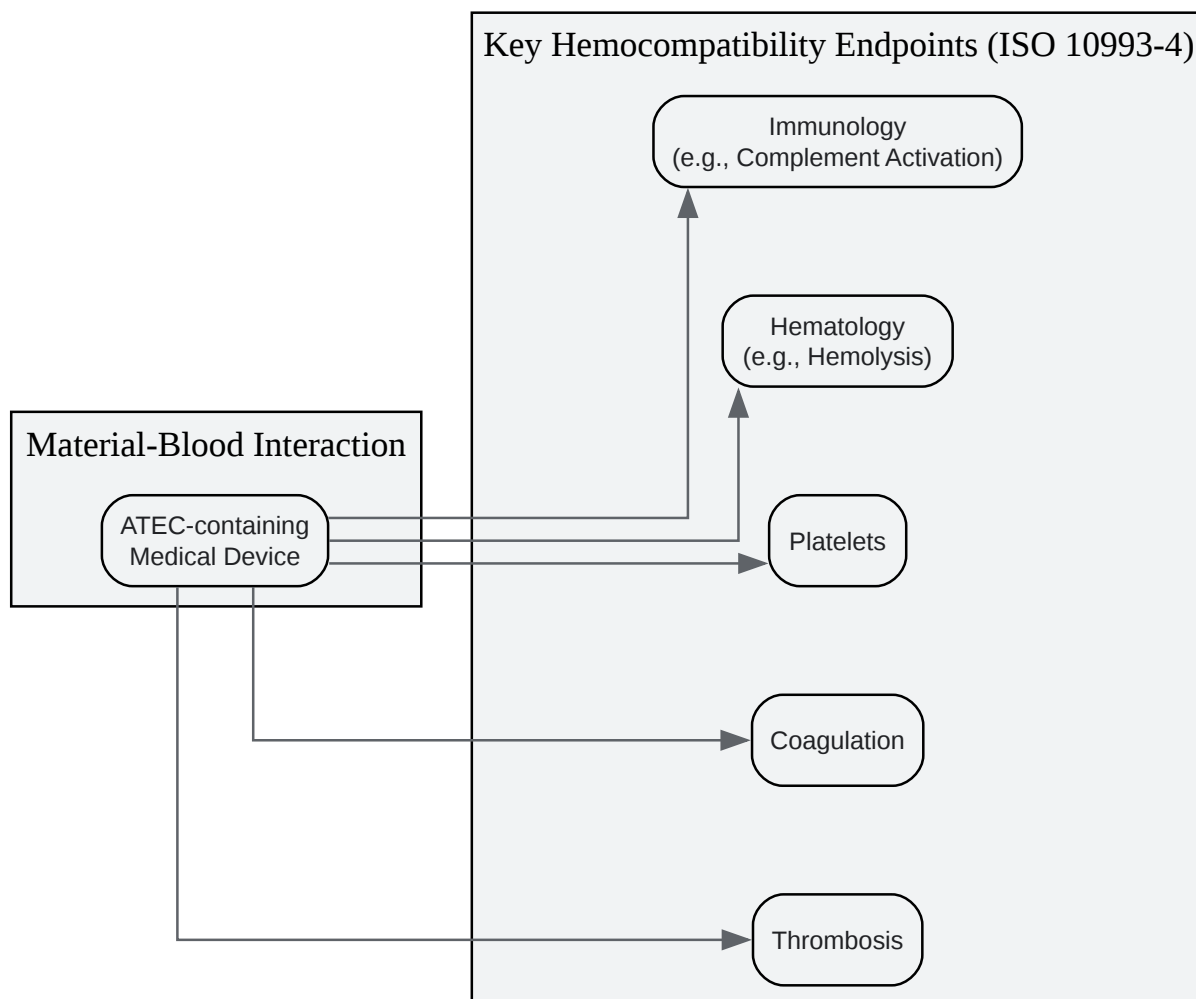 Key Hemocompatibility Endpoints (ISO 10993-4)
Immunology
(e.g., Complement Activation)
Hematology
(e.g., Hemolysis)
Material-Blood Interaction
ATEC-containing
Medical Device
Platelets
Coagulation
Thrombosis